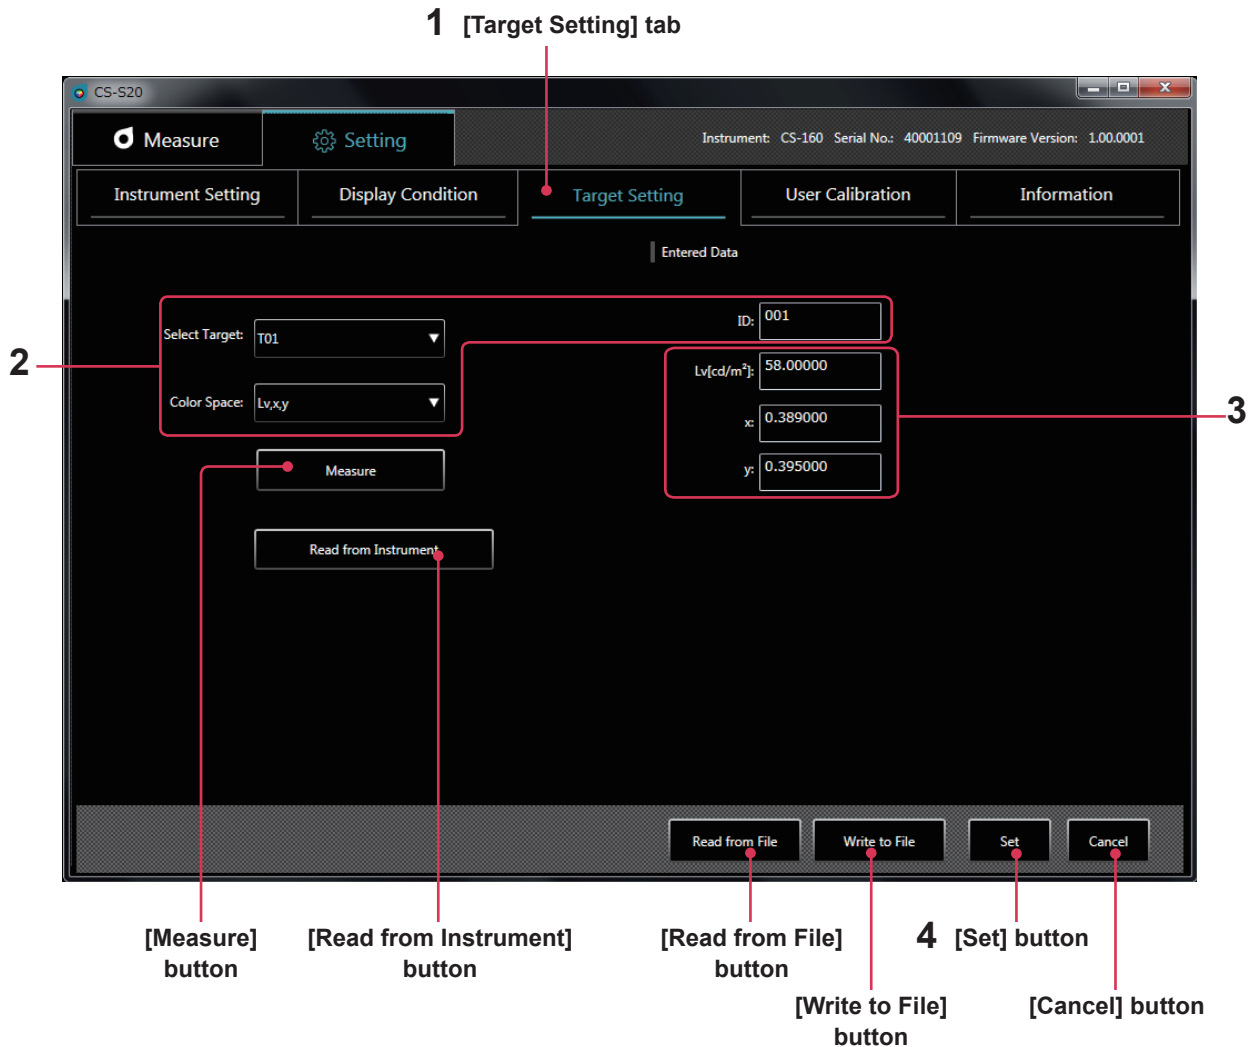 1 [Target Setting] tab
CS-S20
Measure
Setting
Instrument: CS-160 Serial No.: 40001109 Firmware Version: 1.00.0001
Instrument Setting
Display Condition
Target Setting
User Calibration
Information
Entered Data
2
Select Target: T01
ID: 001
Color Space: Lv,x,y
Lv[cd/m²]: 58.00000
x: 0.389000
y: 0.395000
3
Measure
Read from Instrument
Read from File
Write to File
Set
Cancel
[Measure]
button
[Read from Instrument]
button
[Read from File]
button
4 [Set] button
[Write to File]
button
[Cancel] button